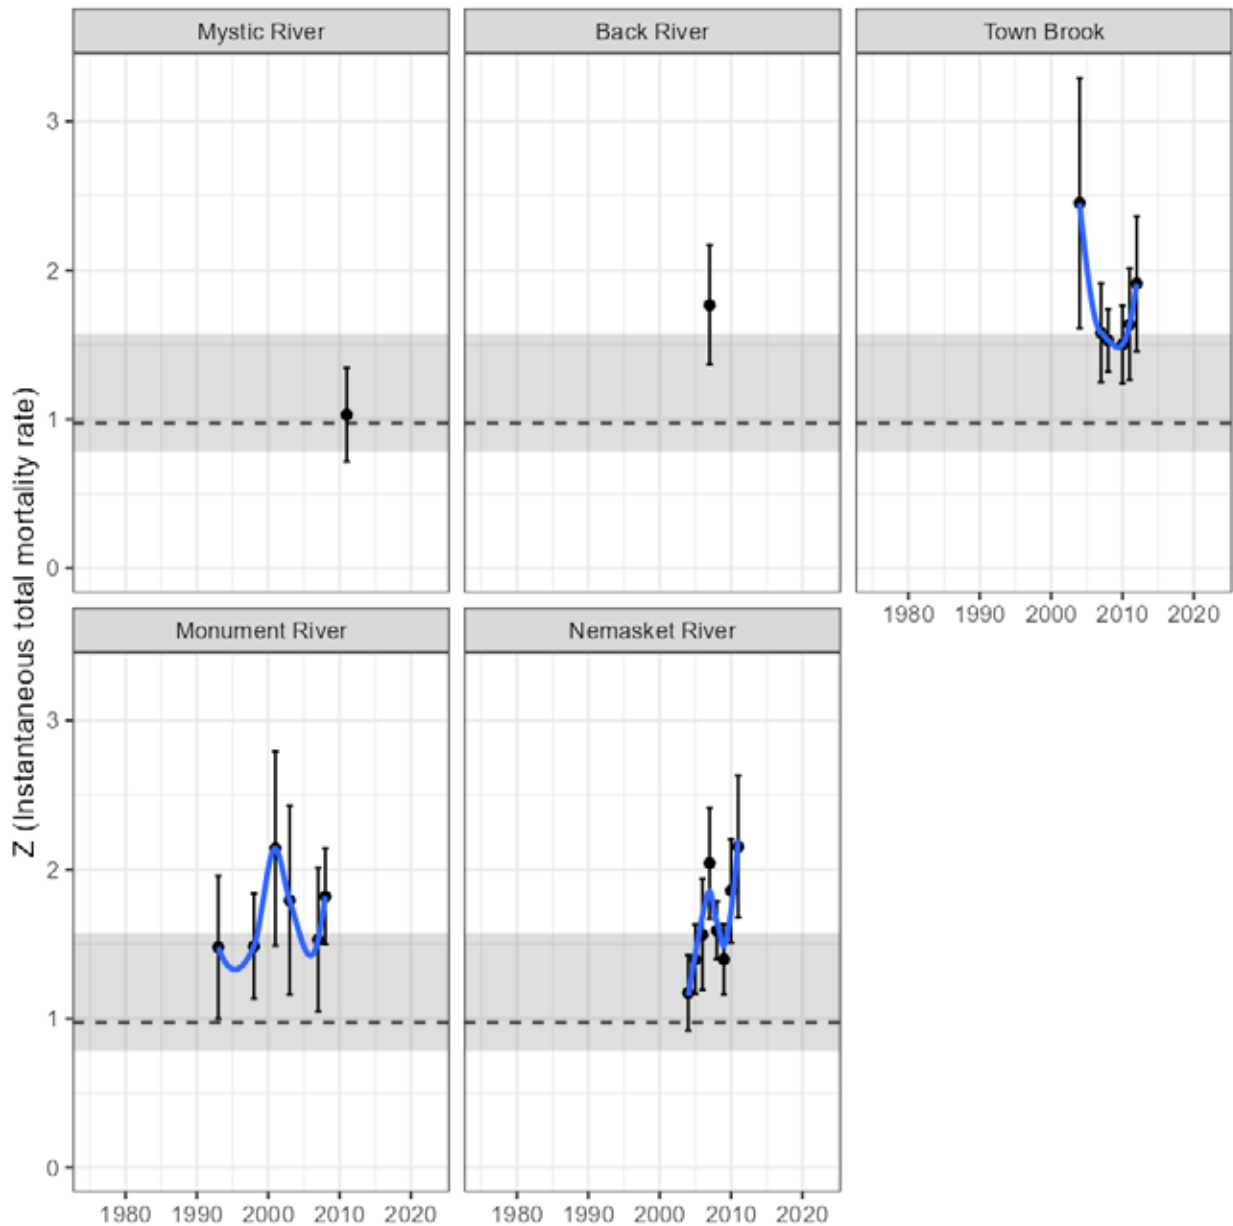 Mystic River
Back River
Town Brook
3
2
1
0
1980 1990 2000 2010 2020
Monument River
Nemasket River
3
2
1
0
1980 1990 2000 2010 2020
1980 1990 2000 2010 2020
Z (Instantaneous total mortality rate)